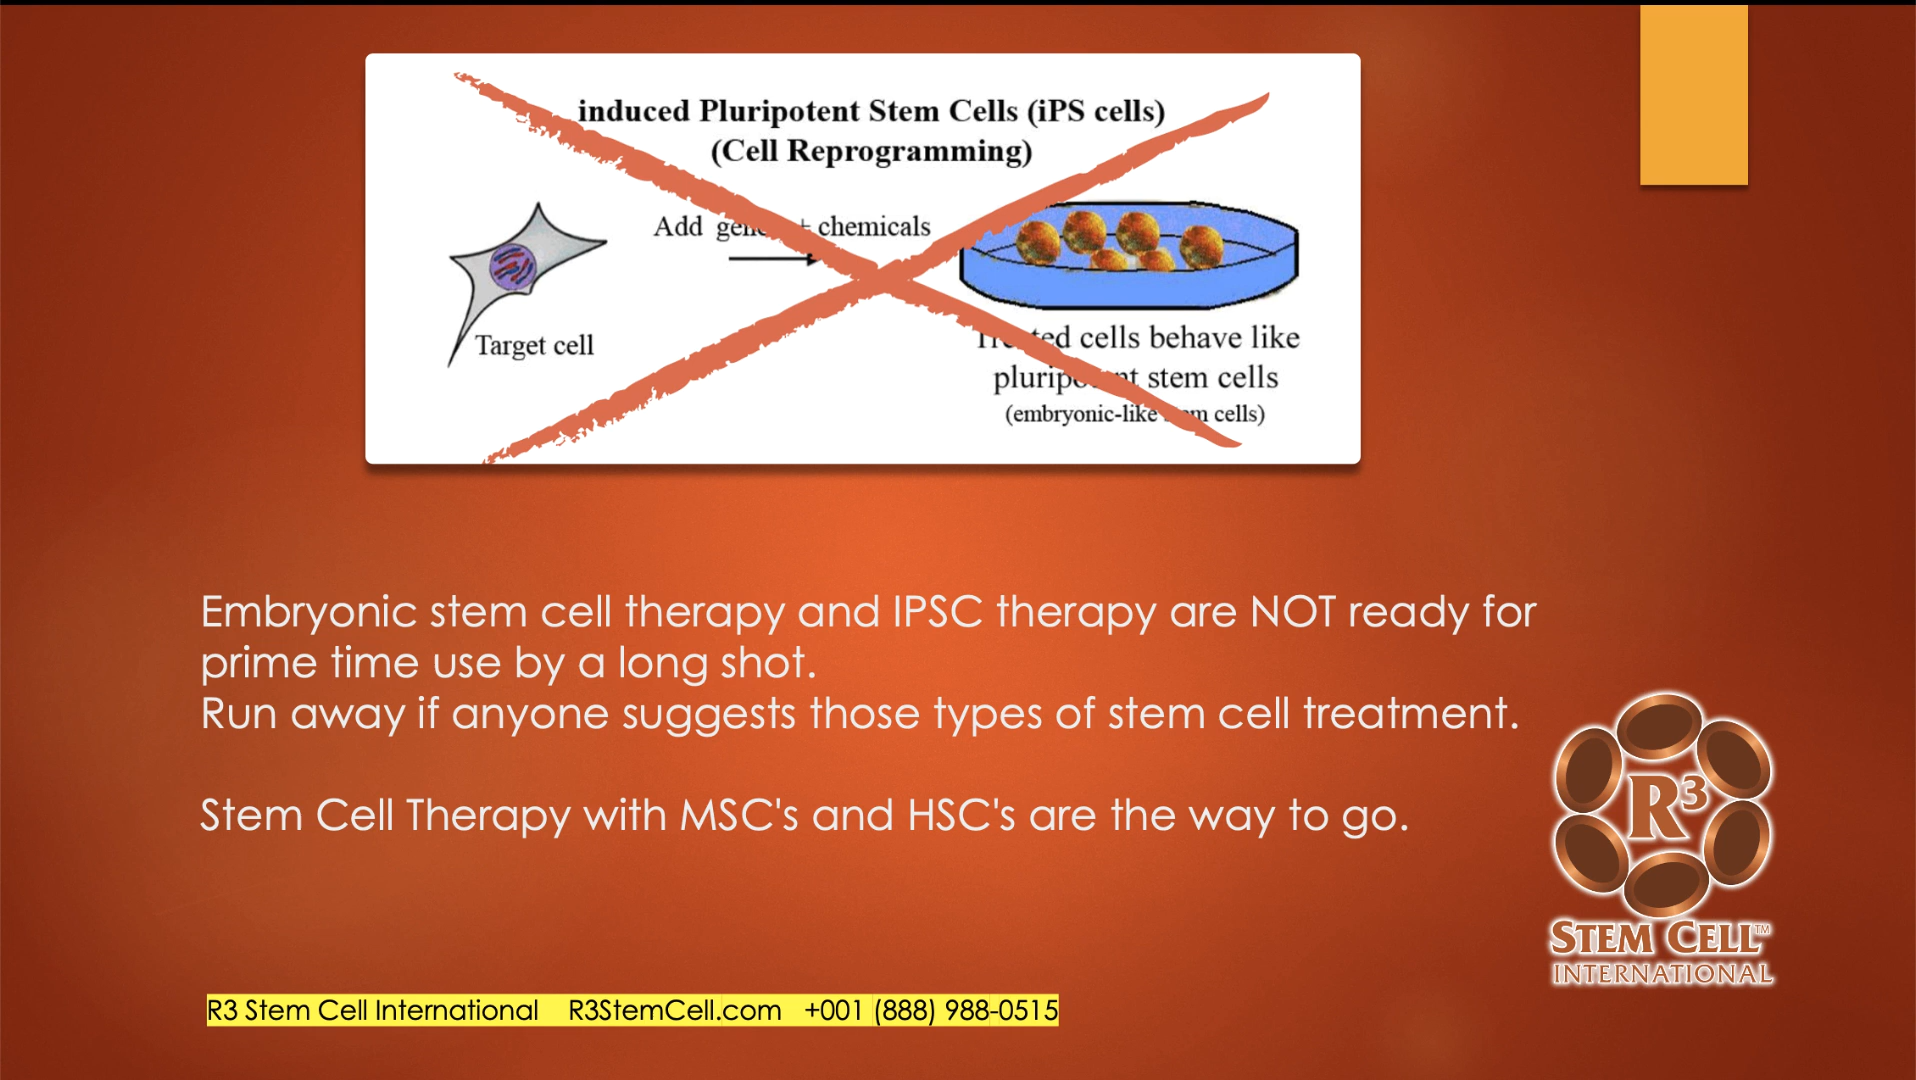 induced Pluripotent Stem Cells (iPS cells)
(Cell Reprogramming)
Add + chemicals
Target cell
cells behave like
stem cells
(embryonic-like cells)
Embryonic stem cell therapy and IPSC therapy are NOT ready for
prime time use by a long shot.
Run away if anyone suggests those types of stem cell treatment.
Stem Cell Therapy with MSC's and HSC's are the way to go.
R3
STEM CELL™
INTERNATIONAL
R3 Stem Cell International R3StemCell.com +001 (888) 988-0515